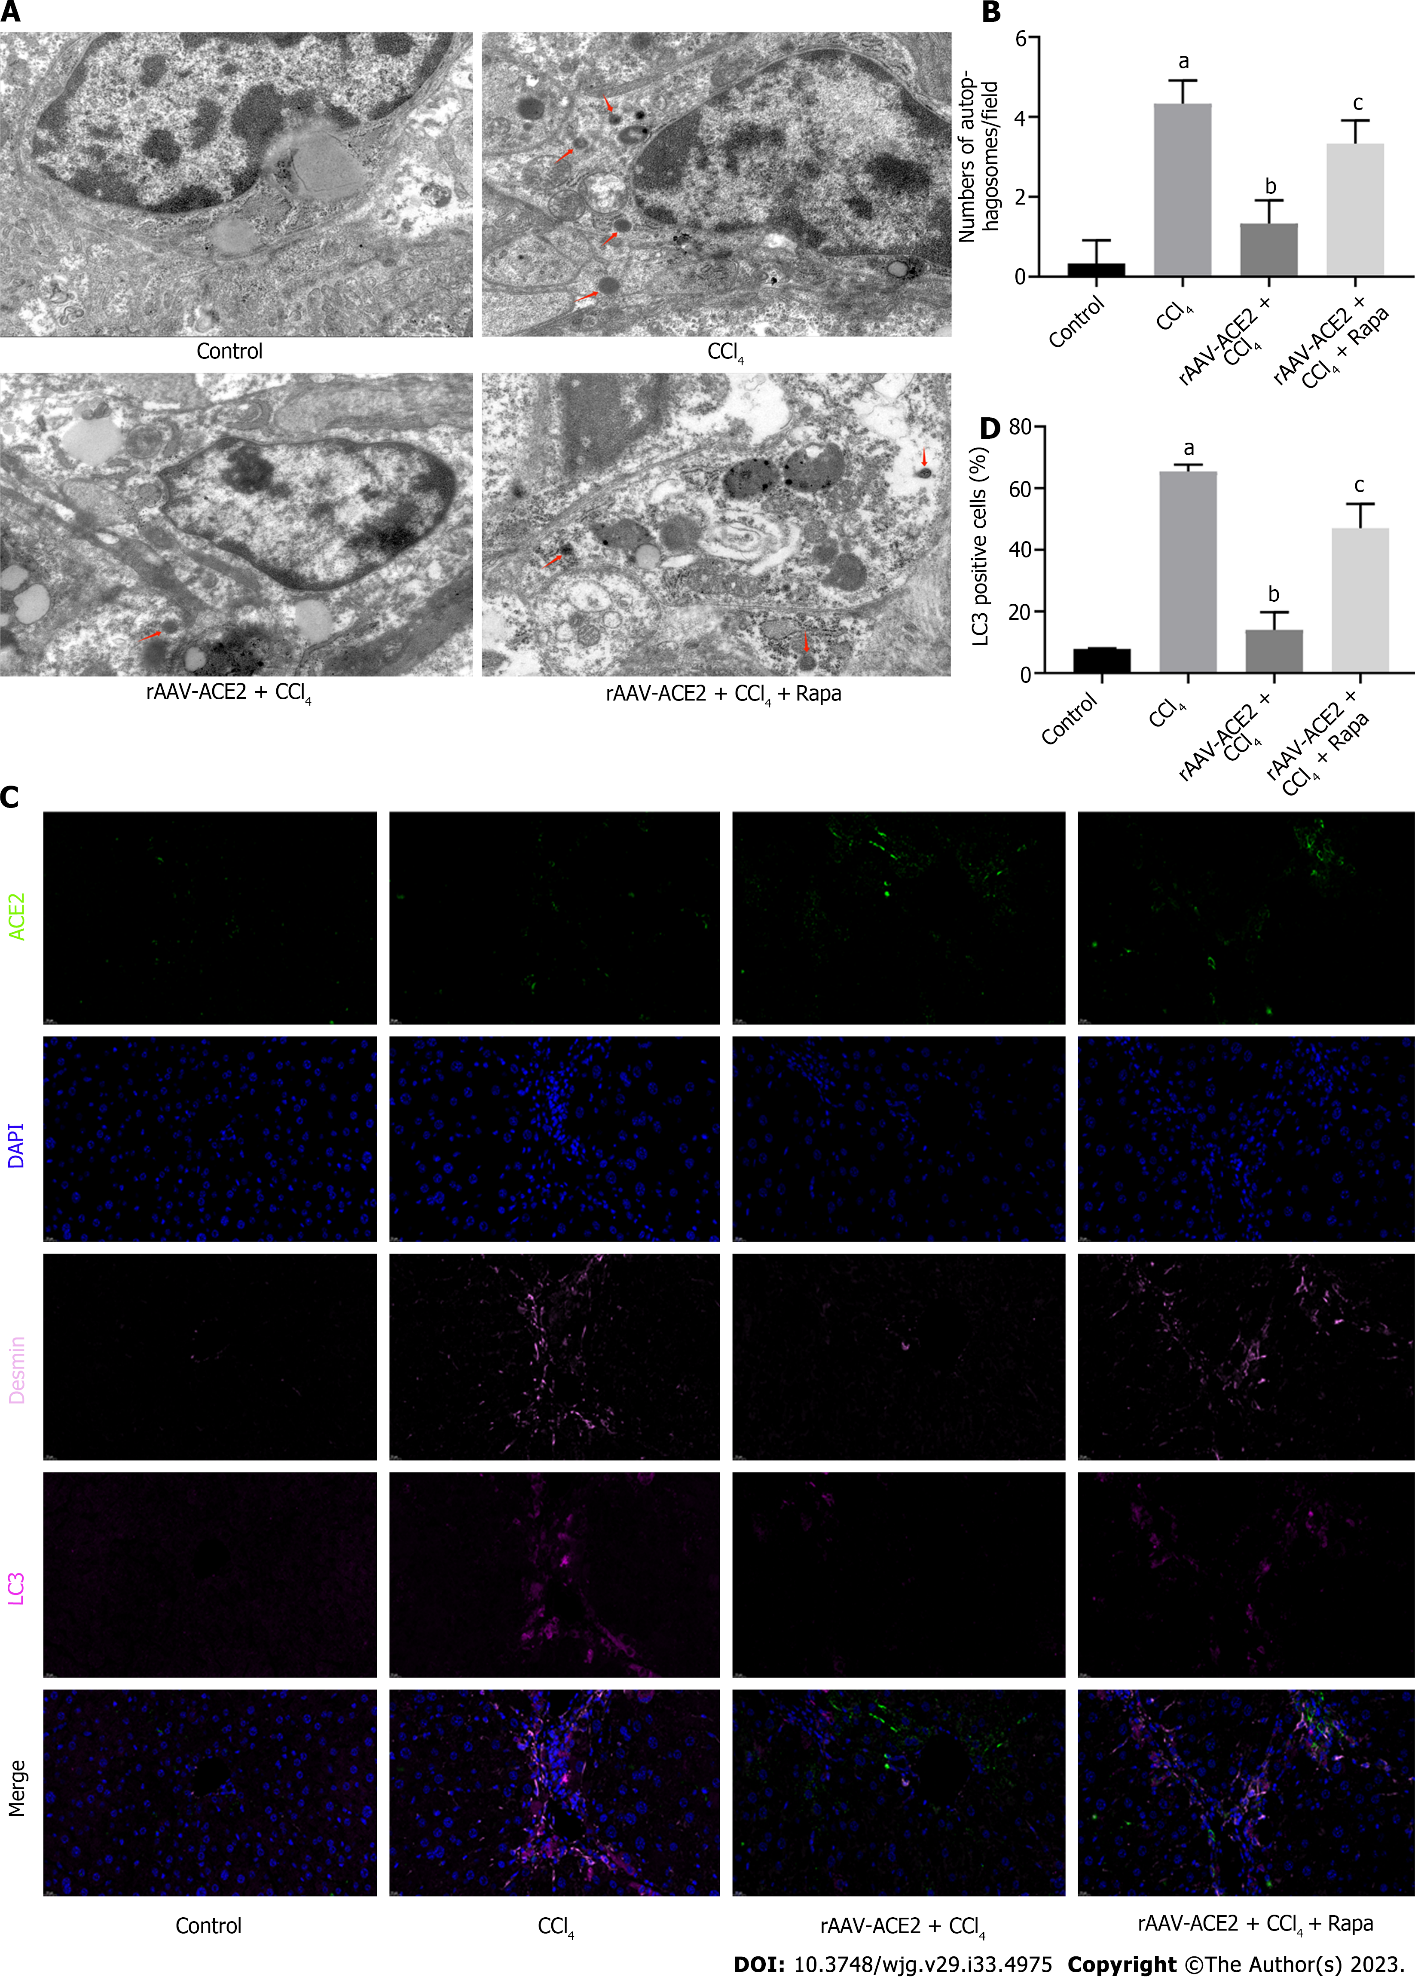 A
Control
CCl4
rAAV-ACE2 + CCl4
rAAV-ACE2 + CCl4 + Rapa
B
Numbers of autop-
hagosomes/field
6
4
2
0
a
b
c
Control
CCl4
rAAV-ACE2 +
CCl4
rAAV-ACE2 +
CCl4 + Rapa
D
LC3 positive cells (%)
80
60
40
20
0
a
b
c
Control
CCl4
rAAV-ACE2 +
CCl4
rAAV-ACE2 +
CCl4 + Rapa
C
ACE2
DAPI
Desmin
LC3
Merge
Control
CCl4
rAAV-ACE2 + CCl4
rAAV-ACE2 + CCl4 + Rapa
DOI: 10.3748/wjg.v29.i33.4975 Copyright ©The Author(s) 2023.